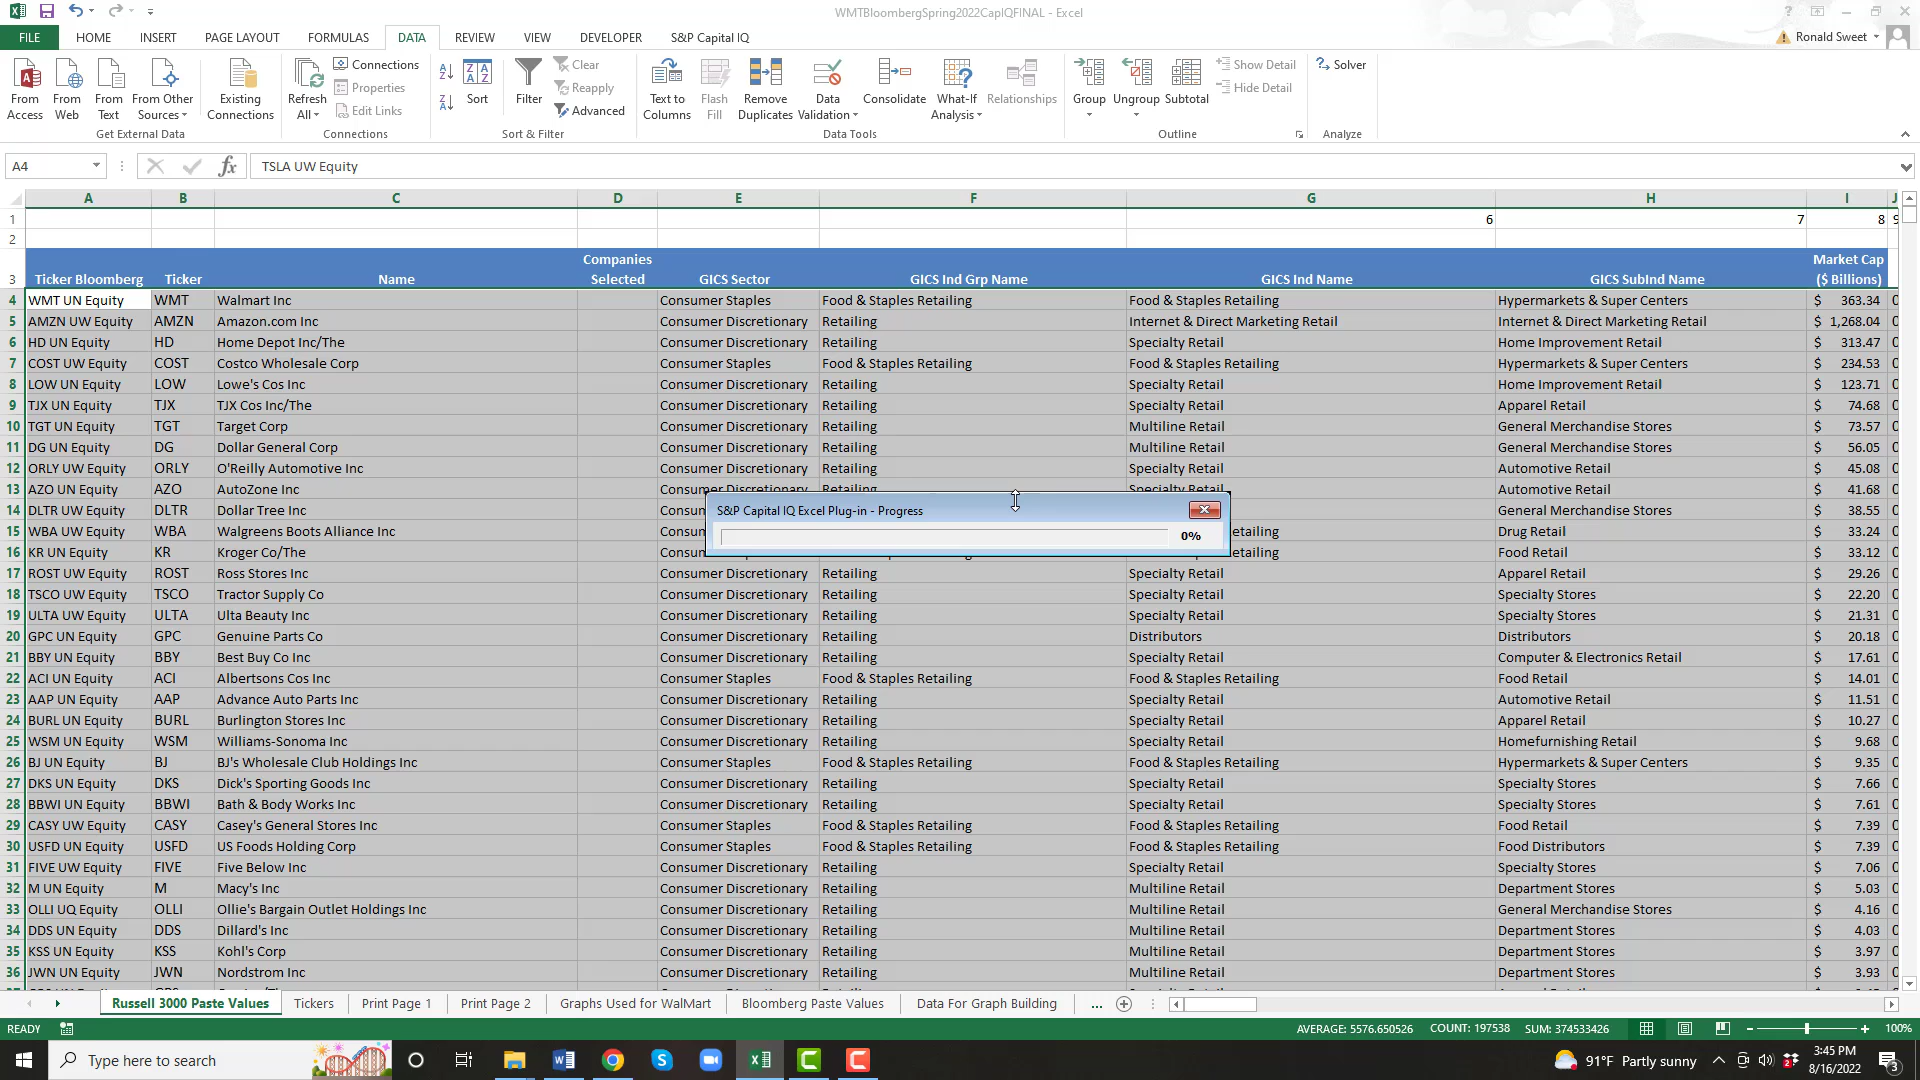 WMTBloombergSpring2022CapIQFINAL - Excel
FILE HOME INSERT PAGE LAYOUT FORMULAS DATA REVIEW VIEW DEVELOPER S&P Capital IQ Ronald Sweet
From Access From Web From Text From Other Sources Existing Connections Refresh All Connections Properties Edit Links Sort Filter Clear Reapply Advanced Text to Columns Flash Fill Remove Duplicates Data Validation Consolidate What-If Analysis Relationships Group Ungroup Subtotal Show Detail Hide Detail Solver
Get External Data Connections Sort & Filter Data Tools Outline Analyze
A4 fx TSLA UW Equity
A B C D E F G H I J
1 6 7 8 9
2
3 Ticker Bloomberg Ticker Name Companies Selected GICS Sector GICS Ind Grp Name GICS Ind Name GICS SubInd Name Market Cap ($ Billions)
4 WMT UN Equity WMT Walmart Inc Consumer Staples Food & Staples Retailing Food & Staples Retailing Hypermarkets & Super Centers $ 363.34
5 AMZN UW Equity AMZN Amazon.com Inc Consumer Discretionary Retailing Internet & Direct Marketing Retail Internet & Direct Marketing Retail $ 1,268.04
6 HD UN Equity HD Home Depot Inc/The Consumer Discretionary Retailing Specialty Retail Home Improvement Retail $ 313.47
7 COST UW Equity COST Costco Wholesale Corp Consumer Staples Food & Staples Retailing Food & Staples Retailing Hypermarkets & Super Centers $ 234.53
8 LOW UN Equity LOW Lowe's Cos Inc Consumer Discretionary Retailing Specialty Retail Home Improvement Retail $ 123.71
9 TJX UN Equity TJX TJX Cos Inc/The Consumer Discretionary Retailing Specialty Retail Apparel Retail $ 74.68
10 TGT UN Equity TGT Target Corp Consumer Discretionary Retailing Multiline Retail General Merchandise Stores $ 73.57
11 DG UN Equity DG Dollar General Corp Consumer Discretionary Retailing Multiline Retail General Merchandise Stores $ 56.05
12 ORLY UW Equity ORLY O'Reilly Automotive Inc Consumer Discretionary Retailing Specialty Retail Automotive Retail $ 45.08
13 AZO UN Equity AZO AutoZone Inc Consumer Discretionary Retailing Specialty Retail Automotive Retail $ 41.68
S&P Capital IQ Excel Plug-in - Progress
0%
14 DLTR UW Equity DLTR Dollar Tree Inc General Merchandise Stores $ 38.55
15 WBA UW Equity WBA Walgreens Boots Alliance Inc Drug Retail $ 33.24
16 KR UN Equity KR Kroger Co/The Food Retail $ 33.12
17 ROST UW Equity ROST Ross Stores Inc Consumer Discretionary Retailing Specialty Retail Apparel Retail $ 29.26
18 TSCO UW Equity TSCO Tractor Supply Co Consumer Discretionary Retailing Specialty Retail Specialty Stores $ 22.20
19 ULTA UW Equity ULTA Ulta Beauty Inc Consumer Discretionary Retailing Specialty Retail Specialty Stores $ 21.31
20 GPC UN Equity GPC Genuine Parts Co Consumer Discretionary Retailing Distributors Distributors $ 20.18
21 BBY UN Equity BBY Best Buy Co Inc Consumer Discretionary Retailing Specialty Retail Computer & Electronics Retail $ 17.61
22 ACI UN Equity ACI Albertsons Cos Inc Consumer Staples Food & Staples Retailing Food & Staples Retailing Food Retail $ 14.01
23 AAP UN Equity AAP Advance Auto Parts Inc Consumer Discretionary Retailing Specialty Retail Automotive Retail $ 11.51
24 BURL UN Equity BURL Burlington Stores Inc Consumer Discretionary Retailing Specialty Retail Apparel Retail $ 10.27
25 WSM UN Equity WSM Williams-Sonoma Inc Consumer Discretionary Retailing Specialty Retail Homefurnishing Retail $ 9.68
26 BJ UN Equity BJ BJ's Wholesale Club Holdings Inc Consumer Staples Food & Staples Retailing Food & Staples Retailing Hypermarkets & Super Centers $ 9.35
27 DKS UN Equity DKS Dick's Sporting Goods Inc Consumer Discretionary Retailing Specialty Retail Specialty Stores $ 7.66
28 BBWI UN Equity BBWI Bath & Body Works Inc Consumer Discretionary Retailing Specialty Retail Specialty Stores $ 7.61
29 CASY UW Equity CASY Casey's General Stores Inc Consumer Staples Food & Staples Retailing Food & Staples Retailing Food Retail $ 7.39
30 USFD UN Equity USFD US Foods Holding Corp Consumer Staples Food & Staples Retailing Food & Staples Retailing Food Distributors $ 7.39
31 FIVE UW Equity FIVE Five Below Inc Consumer Discretionary Retailing Specialty Retail Specialty Stores $ 7.06
32 M UN Equity M Macy's Inc Consumer Discretionary Retailing Multiline Retail Department Stores $ 5.03
33 OLLI UQ Equity OLLI Ollie's Bargain Outlet Holdings Inc Consumer Discretionary Retailing Multiline Retail General Merchandise Stores $ 4.16
34 DDS UN Equity DDS Dillard's Inc Consumer Discretionary Retailing Multiline Retail Department Stores $ 4.03
35 KSS UN Equity KSS Kohl's Corp Consumer Discretionary Retailing Multiline Retail Department Stores $ 3.97
36 JWN UN Equity JWN Nordstrom Inc Consumer Discretionary Retailing Multiline Retail Department Stores $ 3.93
Russell 3000 Paste Values Tickers Print Page 1 Print Page 2 Graphs Used for WalMart Bloomberg Paste Values Data For Graph Building ...
READY AVERAGE: 5576.650526 COUNT: 197538 SUM: 374533426 100%
Type here to search 91°F Partly sunny 3:45 PM
8/16/2022 3